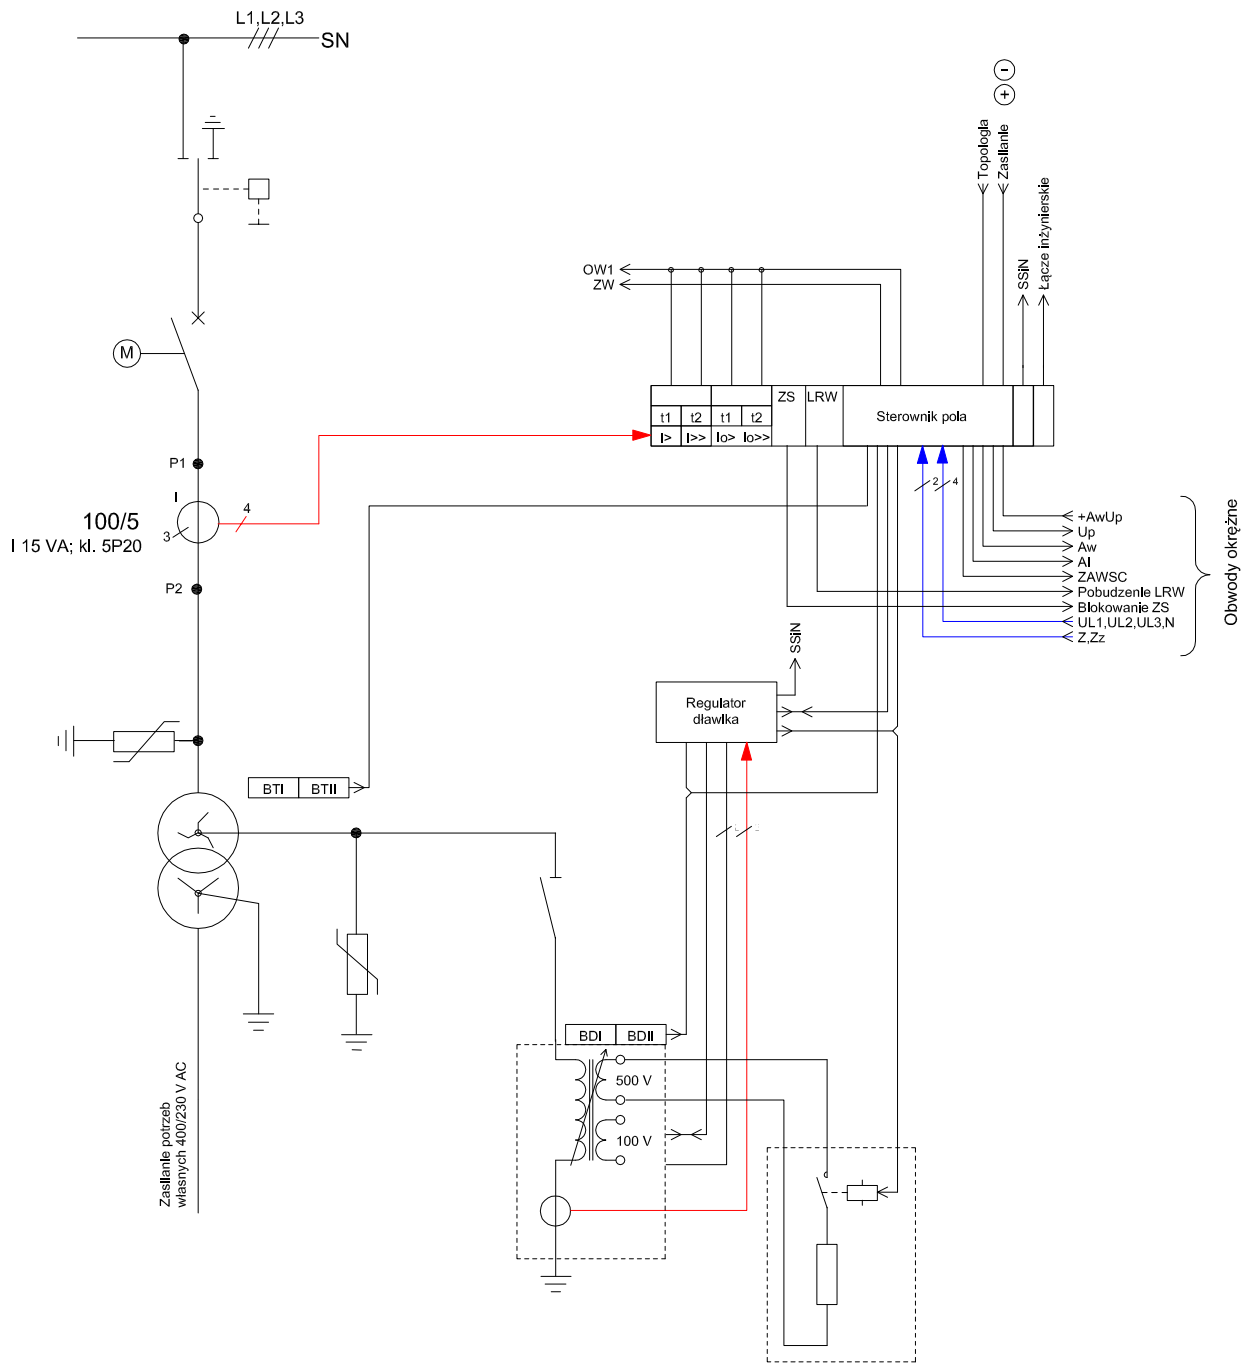 L1,L2,L3
SN
Topologia
Zasilanie
SSiN
Łącze inżynierskie
OW1
ZW
M
ZS
LRW
Sterownik pola
t1
t2
t1
t2
I>
I>>
Io>
Io>>
P1
I
4
100/5
3
I 15 VA; kl. 5P20
P2
2
4
+AwUp
Up
Aw
Al
ZAWSC
Pobudzenie LRW
Blokowanie ZS
UL1,UL2,UL3,N
Z,Zz
Obwody okrężne
SSiN
Regulator
dławika
BTI
BTII
BDI
BDII
500 V
100 V
Zasilanie potrzeb
własnych 400/230 V AC